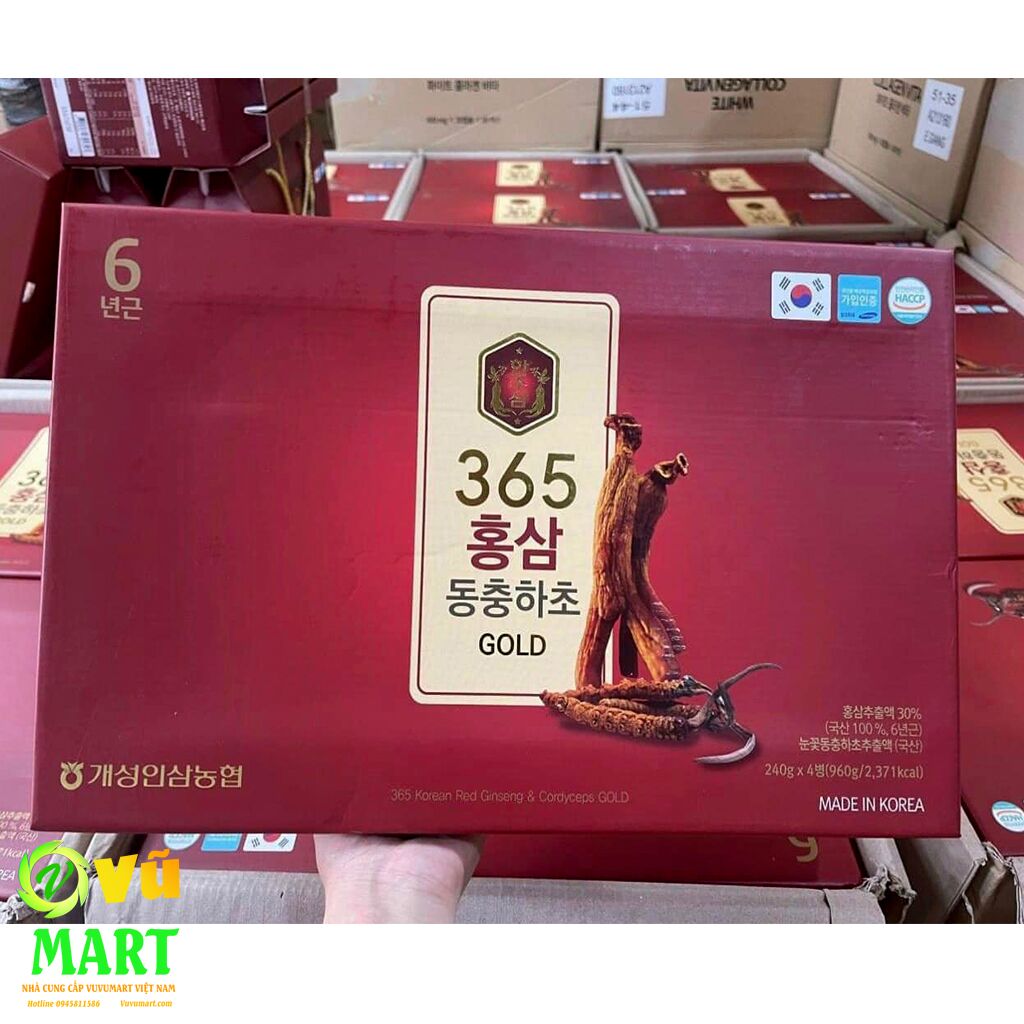 WHITE
COLLAGEN VITA
51-35
6
년근
가입인증
HACCP
365
홍삼
동충하초
GOLD
홍삼추출액 30%
(국산 100 %, 6년근)
눈꽃동충하초추출액 (국산)
240g x 4병(960g/2,371kcal)
MADE IN KOREA
개성인삼농협
365 Korean Red Ginseng & Cordyceps GOLD
Vũ
MART
NHÀ CUNG CẤP VUVUMART VIỆT NAM
Hotline 0945811586 Vuvumart.com